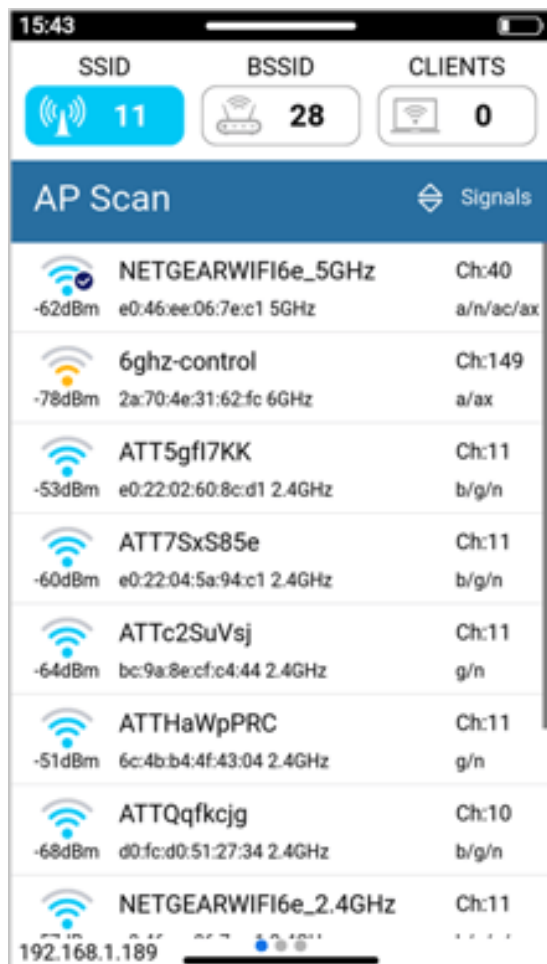 15:43
SSID BSSID CLIENTS
11 28 0
AP Scan Signals
NETGEARWIFI6e_5GHz Ch:40
-62dBm e0:46:ee:06:7e:c1 5GHz a/n/ac/ax
6ghz-control Ch:149
-78dBm 2a:70:4e:31:62:fc 6GHz a/ax
ATT5gfI7KK Ch:11
-53dBm e0:22:02:60:8c:d1 2.4GHz b/g/n
ATT7SxS85e Ch:11
-60dBm e0:22:04:5a:94:c1 2.4GHz b/g/n
ATTc2SuVsj Ch:11
-64dBm bc:9a:8e:cf:c4:44 2.4GHz g/n
ATTHaWpPRC Ch:11
-51dBm 6c:4b:b4:4f:43:04 2.4GHz g/n
ATTQqfkcjg Ch:10
-68dBm d0:fc:d0:51:27:34 2.4GHz b/g/n
NETGEARWIFI6e_2.4GHz Ch:11
192.168.1.189